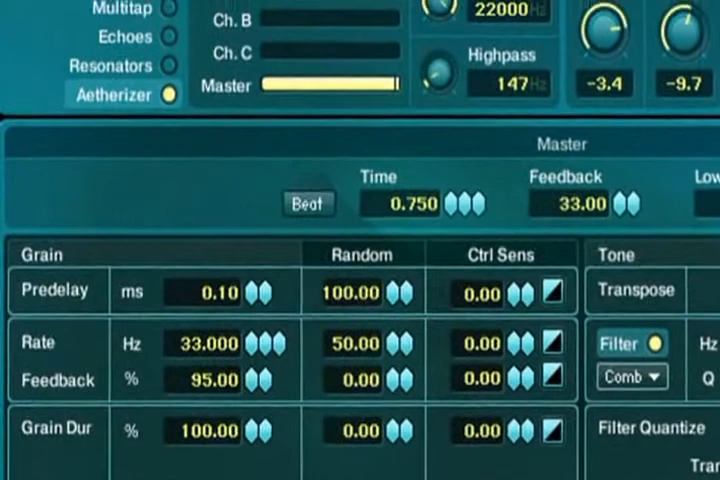 Multitap
Echoes
Resonators
Aetherizer
Ch. B
Ch. C
Master
22000 Hz
Highpass
147 Hz
-3.4
-9.7
Master
Beat
Time
0.750
Feedback
33.00
Grain
Random
Ctrl Sens
Predelay ms 0.10 100.00 0.00
Rate Hz 33.000 50.00 0.00
Feedback % 95.00 0.00 0.00
Grain Dur % 100.00 0.00 0.00
Tone
Transpose
Filter Hz
Comb Q
Filter Quantize